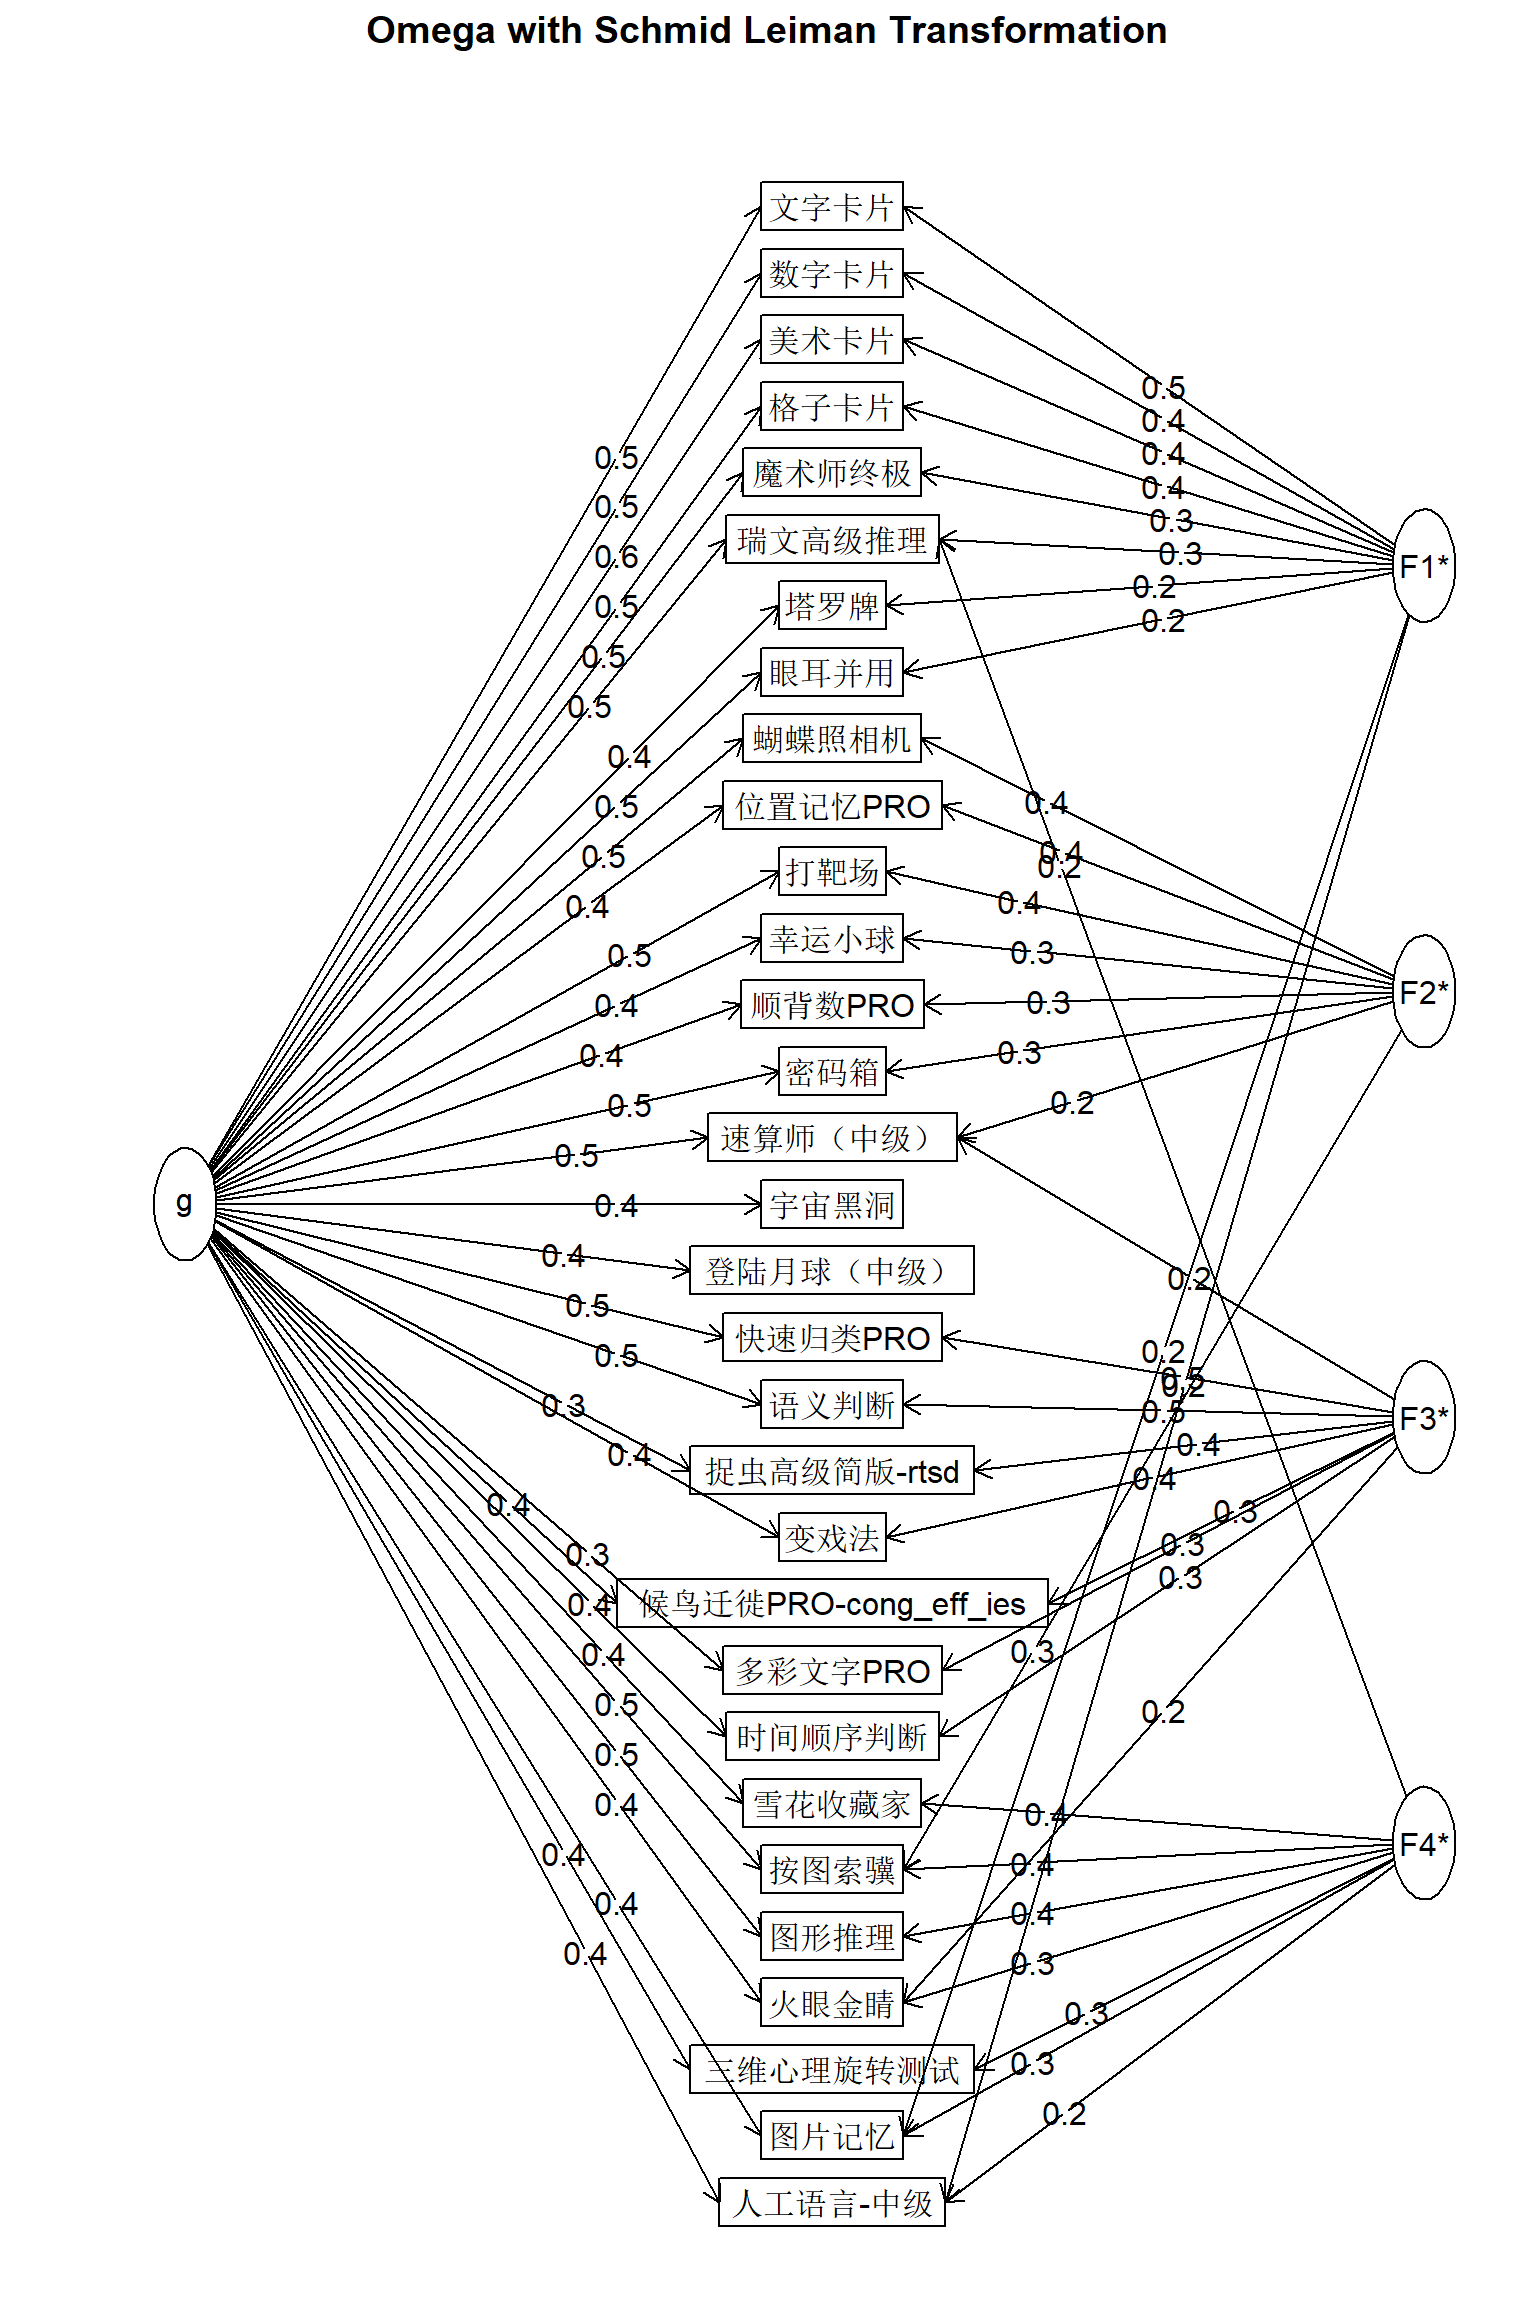 Omega with Schmid Leiman Transformation
文字卡片
数字卡片
美术卡片
格子卡片
魔术师终极
瑞文高级推理
塔罗牌
眼耳并用
蝴蝶照相机
位置记忆PRO
打靶场
幸运小球
顺背数PRO
密码箱
速算师（中级）
宇宙黑洞
登陆月球（中级）
快速归类PRO
语义判断
捉虫高级简版-rtsd
变戏法
候鸟迁徙PRO-cong_eff_ies
多彩文字PRO
时间顺序判断
雪花收藏家
按图索骥
图形推理
火眼金睛
三维心理旋转测试
图片记忆
人工语言-中级
g
0.5
0.5
0.6
0.5
0.5
0.5
0.4
0.5
0.5
0.4
0.5
0.4
0.4
0.5
0.5
0.4
0.4
0.5
0.5
0.3
0.4
0.4
0.3
0.4
0.4
0.5
0.5
0.4
0.4
0.4
0.4
F1*
0.5
0.4
0.4
0.4
0.3
0.3
0.2
0.2
F2*
0.4
0.4
0.2
0.4
0.3
0.3
0.3
0.2
F3*
0.2
0.2
0.5
0.2
0.5
0.4
0.4
0.3
0.3
0.3
0.3
0.2
F4*
0.4
0.4
0.4
0.3
0.3
0.3
0.2